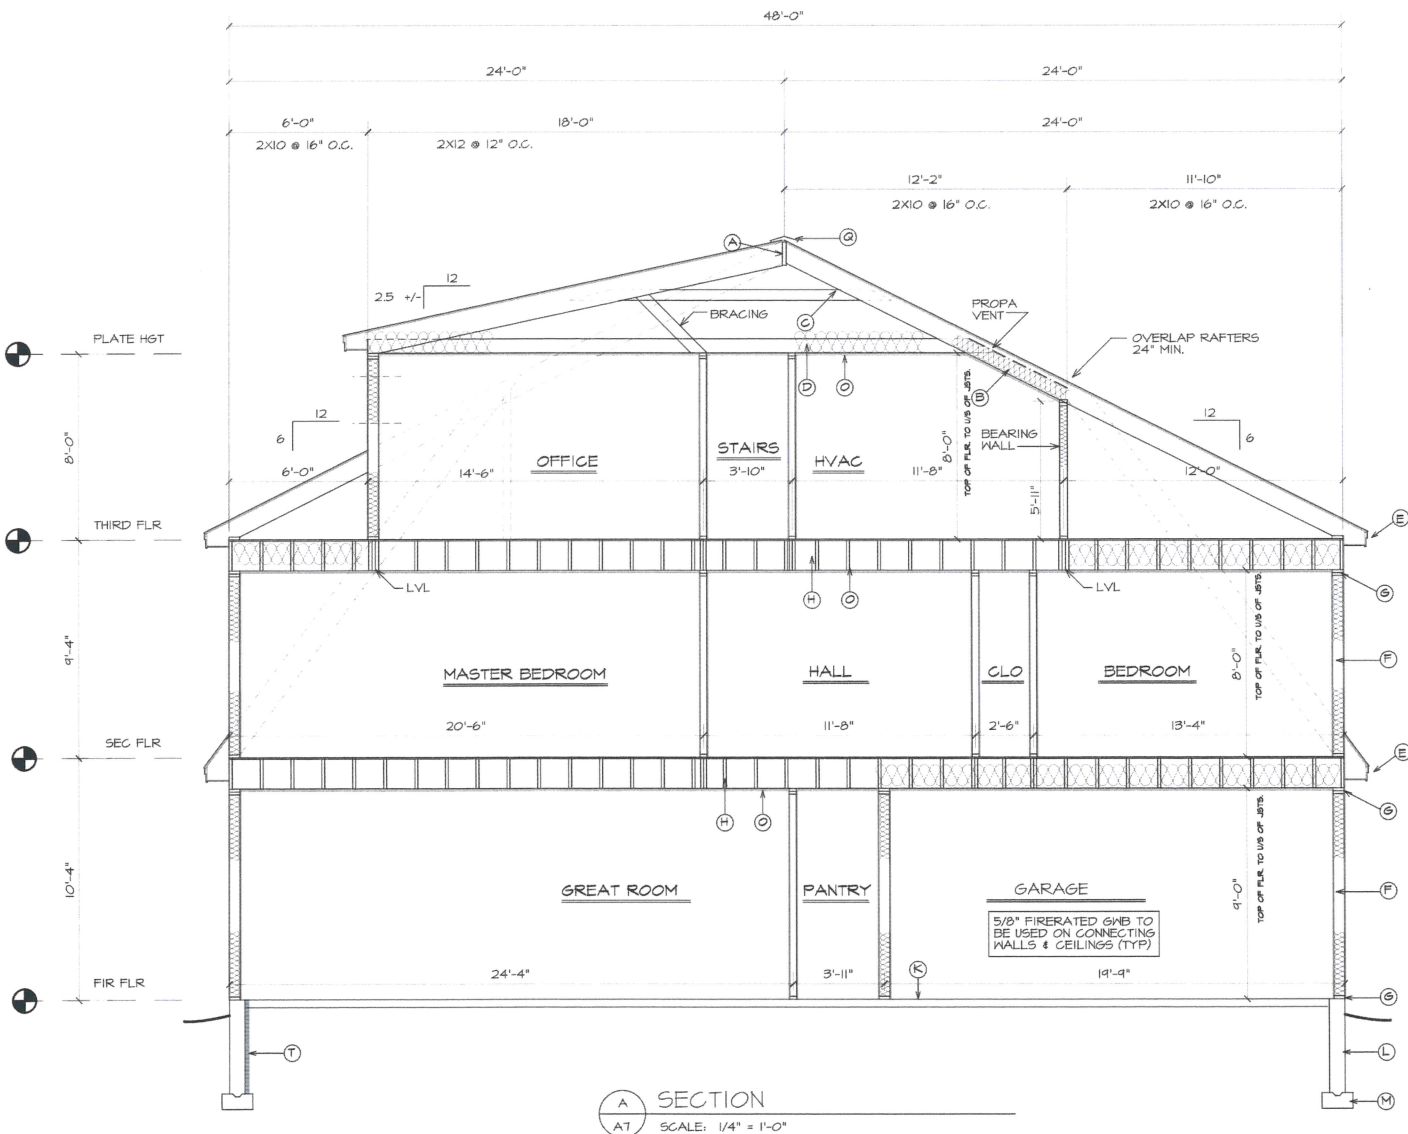 48'-0"
24'-0" 24'-0"
6'-0" 18'-0" 24'-0"
2X10 @ 16" O.C. 2X12 @ 12" O.C.
12'-2" 11'-10"
2X10 @ 16" O.C. 2X10 @ 16" O.C.
A Q
12
2.5 +/-
BRACING
C
PROPA
VENT
OVERLAP RAFTERS
24" MIN.
PLATE HGT
D O B
12
6
12
6
8'-0"
OFFICE
STAIRS
HVAC
BEARING
WALL
8'-0"
TOP OF FLR. TO U/S OF JSTS.
6'-0" 14'-6" 3'-10" 11'-8" 12'-0"
5'-11"
THIRD FLR
E
LVL
H O
LVL
G
9'-4"
8'-0"
TOP OF FLR. TO U/S OF JSTS.
F
MASTER BEDROOM HALL CLO BEDROOM
20'-6" 11'-8" 2'-6" 13'-4"
SEC FLR
E
H O
G
10'-4"
9'-0"
TOP OF FLR. TO U/S OF JSTS.
GREAT ROOM PANTRY GARAGE
F
5/8" FIRERATED GWB TO
BE USED ON CONNECTING
WALLS & CEILINGS (TYP)
24'-4" 3'-11" K 19'-9"
FIR FLR
G
T
L
M
A
A7
SECTION
SCALE: 1/4" = 1'-0"